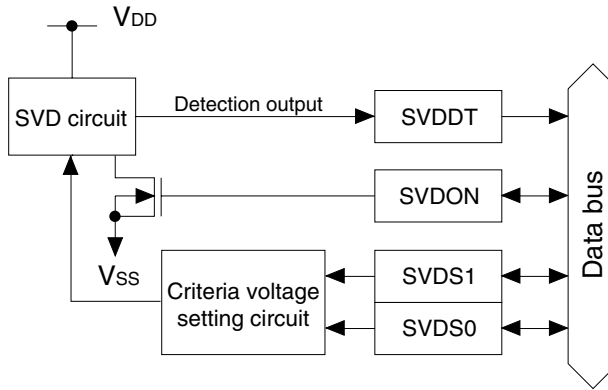 VDD
SVD circuit
Detection output
SVDDT
SVDON
VSS
Criteria voltage
setting circuit
SVDS1
SVDS0
Data bus